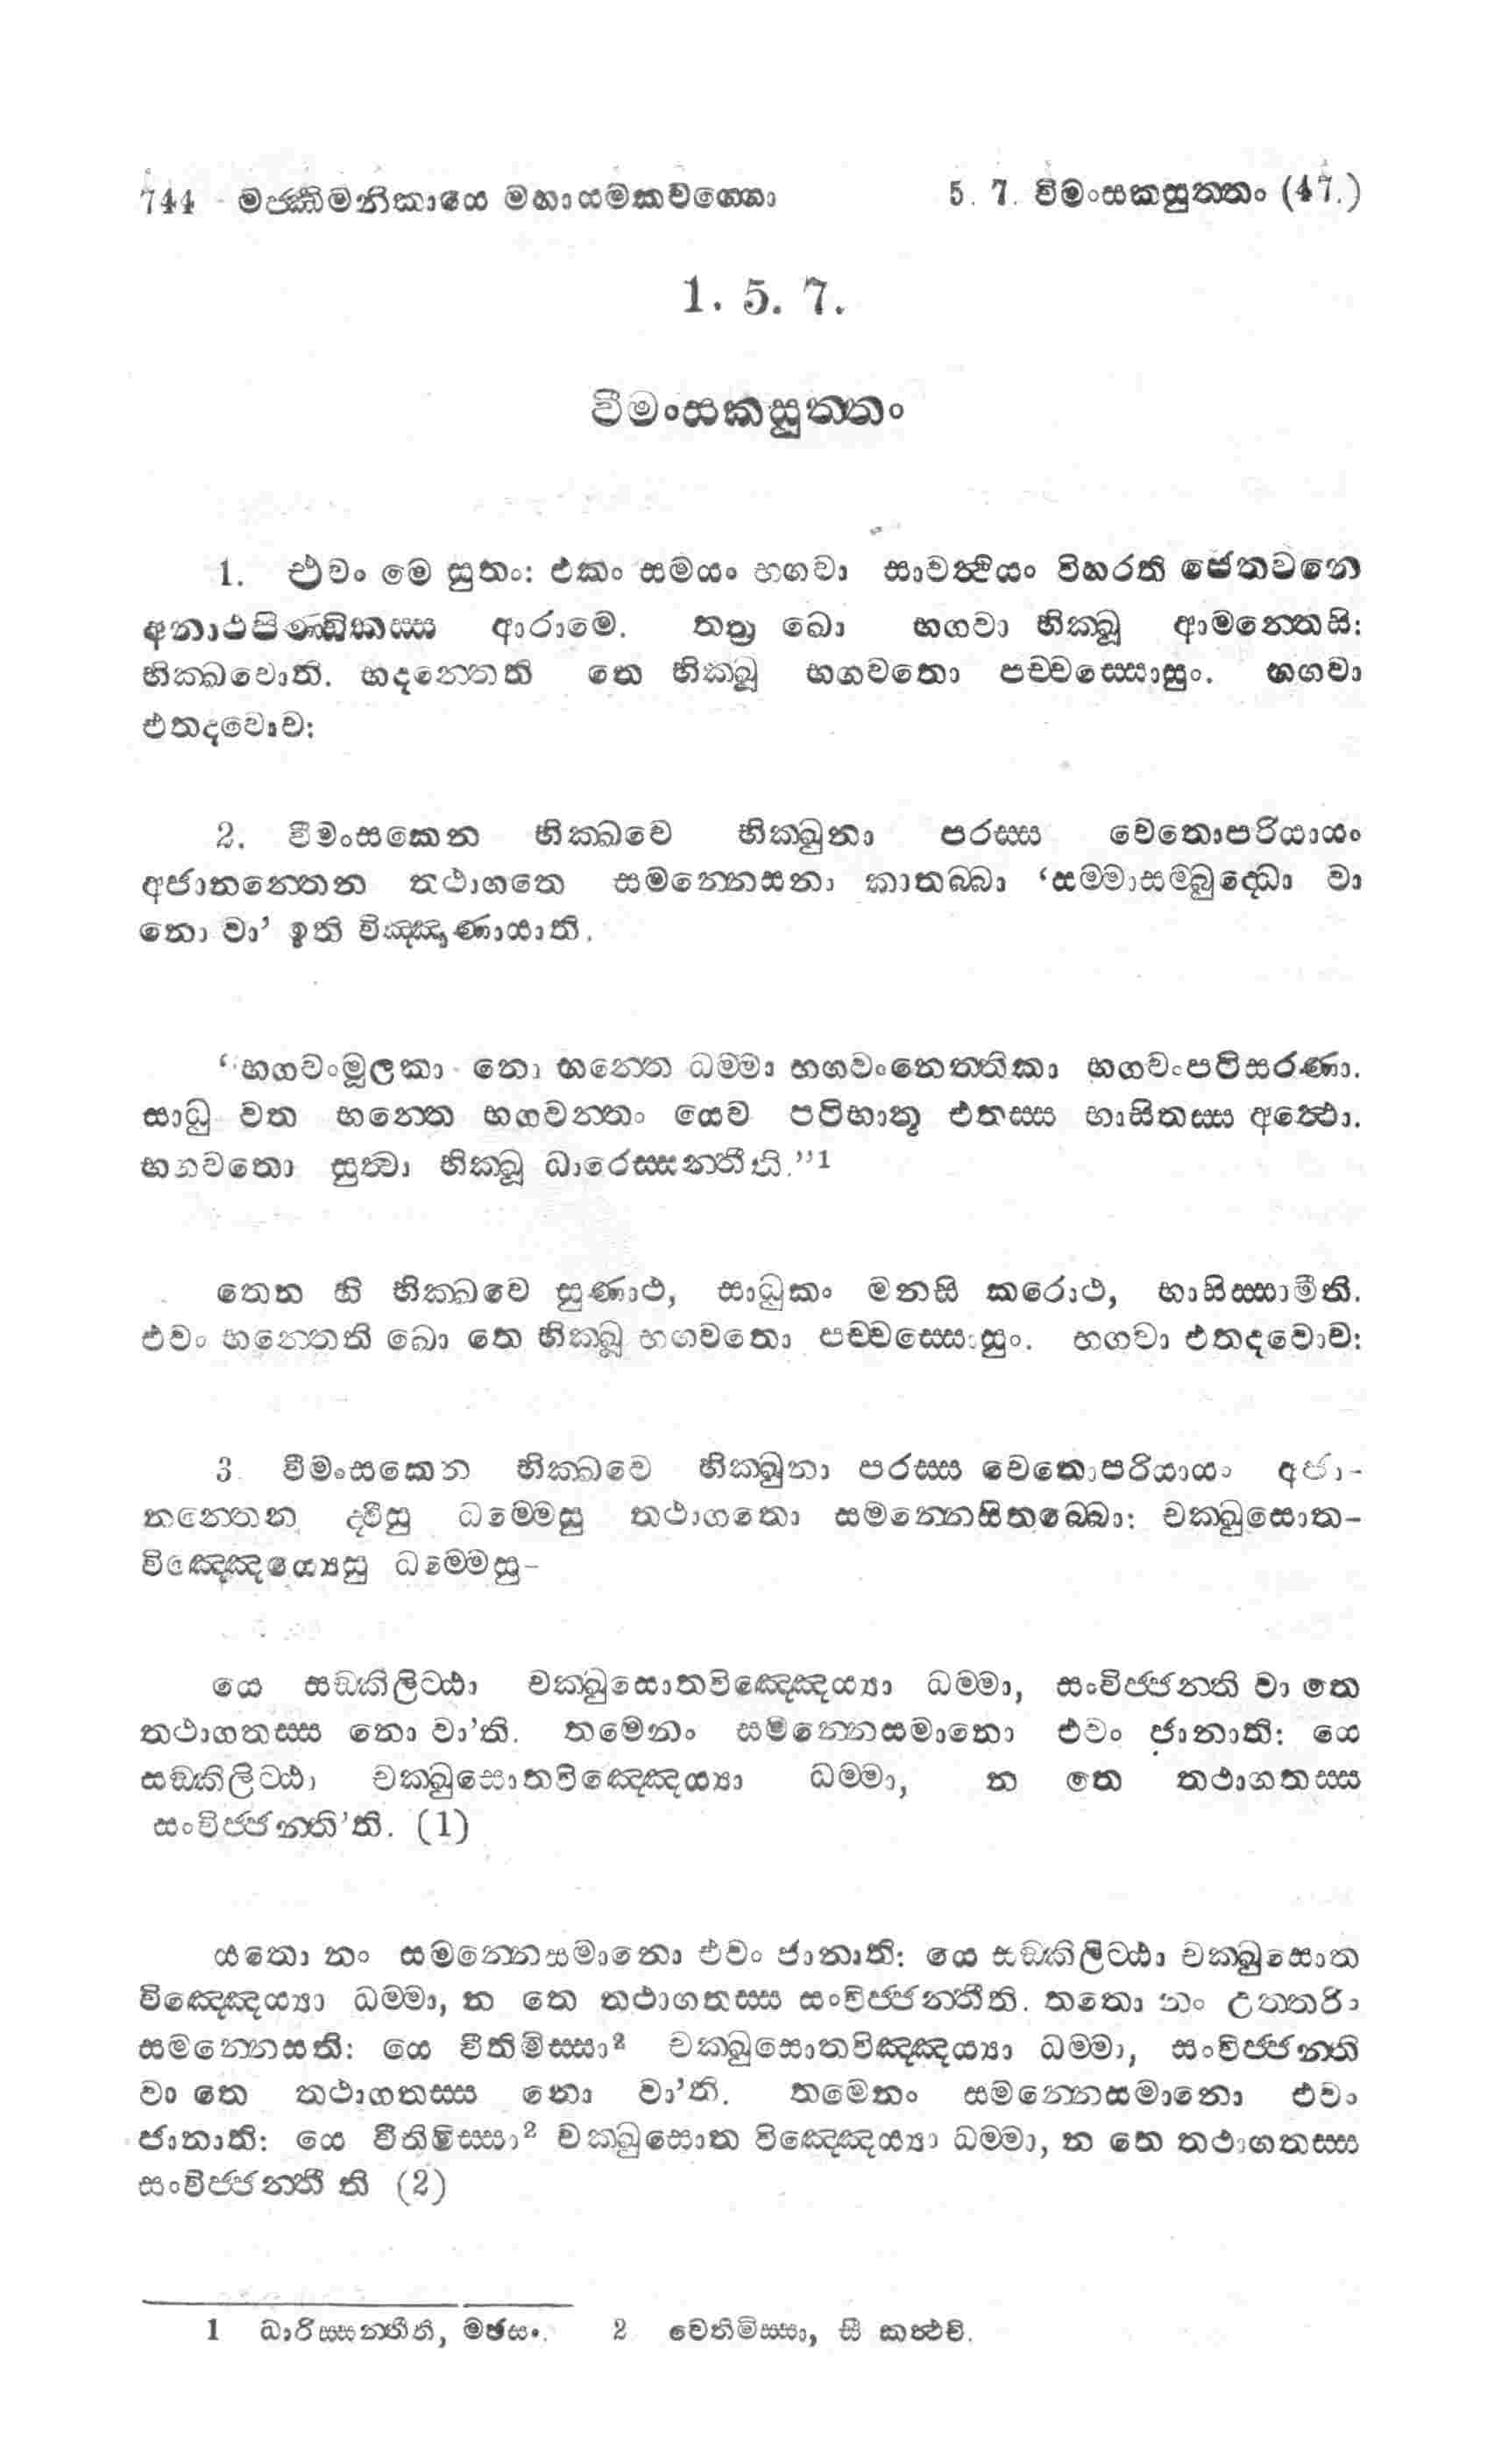 744 මජ්ඣිමනිකායෙ මහායමකවග්ගො 5. 7. විමංසකසුත්තං (47.)
1. 5. 7.
වීමංසකසුත්තං
1. එවං මෙ සුතං: එකං සමයං භගවා සාවත්ථියං විහරති ජෙතවනෙ
අනාථපිණ්ඩිකස්ස ආරාමෙ. තත්‍ර ඛො භගවා භික්ඛූ ආමන්තෙසි:
භික්ඛවොති. භදන්තෙති තෙ භික්ඛූ භගවතො පච්චස්සොසුං. භගවා
එතදවොච:
2. වීමංසකෙන භික්ඛවෙ භික්ඛුනා පරස්ස චෙතොපරියායං
අජානන්තෙන තථාගතෙ සමන්නෙසනා කාතබ්බා ‘සම්මාසම්බුද්ධො වා
නො වා’ ඉති විඤ්ඤණායාති.
‘‘භගවංමූලකා නො භන්තෙ ධම්මා භගවංනෙත්තිකා භගවංපටිසරණා.
සාධු වත භන්තෙ භගවන්තං යෙව පටිභාතූ එතස්ස භාසිතස්ස අත්ථො.
භගවතො සුත්වා භික්ඛූ ධාරෙස්සන්තීති.’’1
තෙන හි භික්ඛවෙ සුණාථ, සාධුකං මනසි කරොථ, භාසිස්සාමීති.
එවං භන්තෙති ඛො තෙ භික්ඛූ භගවතො පච්චස්සොසුං. භගවා එතදවොච:
3. වීමංසකෙන භික්ඛවෙ භික්ඛුනා පරස්ස චෙතොපරියායං අජා-
නන්තෙන ද්වීසු ධම්මෙසු තථාගතො සමන්නෙසිතබ්බො: චක්ඛුසොත-
විඤ්ඤෙය්‍යෙසු ධම්මෙසු-
යෙ සඞ්කිලිට්ඨා චක්ඛුසොතවිඤ්ඤෙය්‍යා ධම්මා, සංවිජ්ජන්ති වා තෙ
තථාගතස්ස නො වා’ති. තමෙනං සමන්නෙසමානො එවං ජානාති: යෙ
සඞ්කිලිට්ඨා චක්ඛුසොතවිඤ්ඤෙය්‍යා ධම්මා, න තෙ තථාගතස්ස
සංවිජ්ජන්ති’ති. (1)
යතො නං සමන්නෙසමානො එවං ජානාති: යෙ සඞ්කිලිට්ඨා චක්ඛුසොත
විඤ්ඤෙය්‍යා ධම්මා, න තෙ තථාගතස්ස සංවිජ්ජන්තීති. තතො නං උත්තරිං
සමන්නෙසති: යෙ වීතිමිස්සා2 චක්ඛුසොතවිඤ්ඤය්‍යා ධම්මා, සංවිජ්ජන්ති
වා තෙ තථාගතස්ස නො වා’ති. තමෙනං සමන්නෙසමානො එවං
ජානාති: යෙ වීතිමිස්සා2 චක්ඛුසොත විඤ්ඤෙය්‍යා ධම්මා, න තෙ තථාගතස්ස
සංවිජ්ජන්තී ති (2)
1 ධාරිස්සන්තීති, මඡසං. 2 වෙතිමිස්සා, සී කත්ථචි.